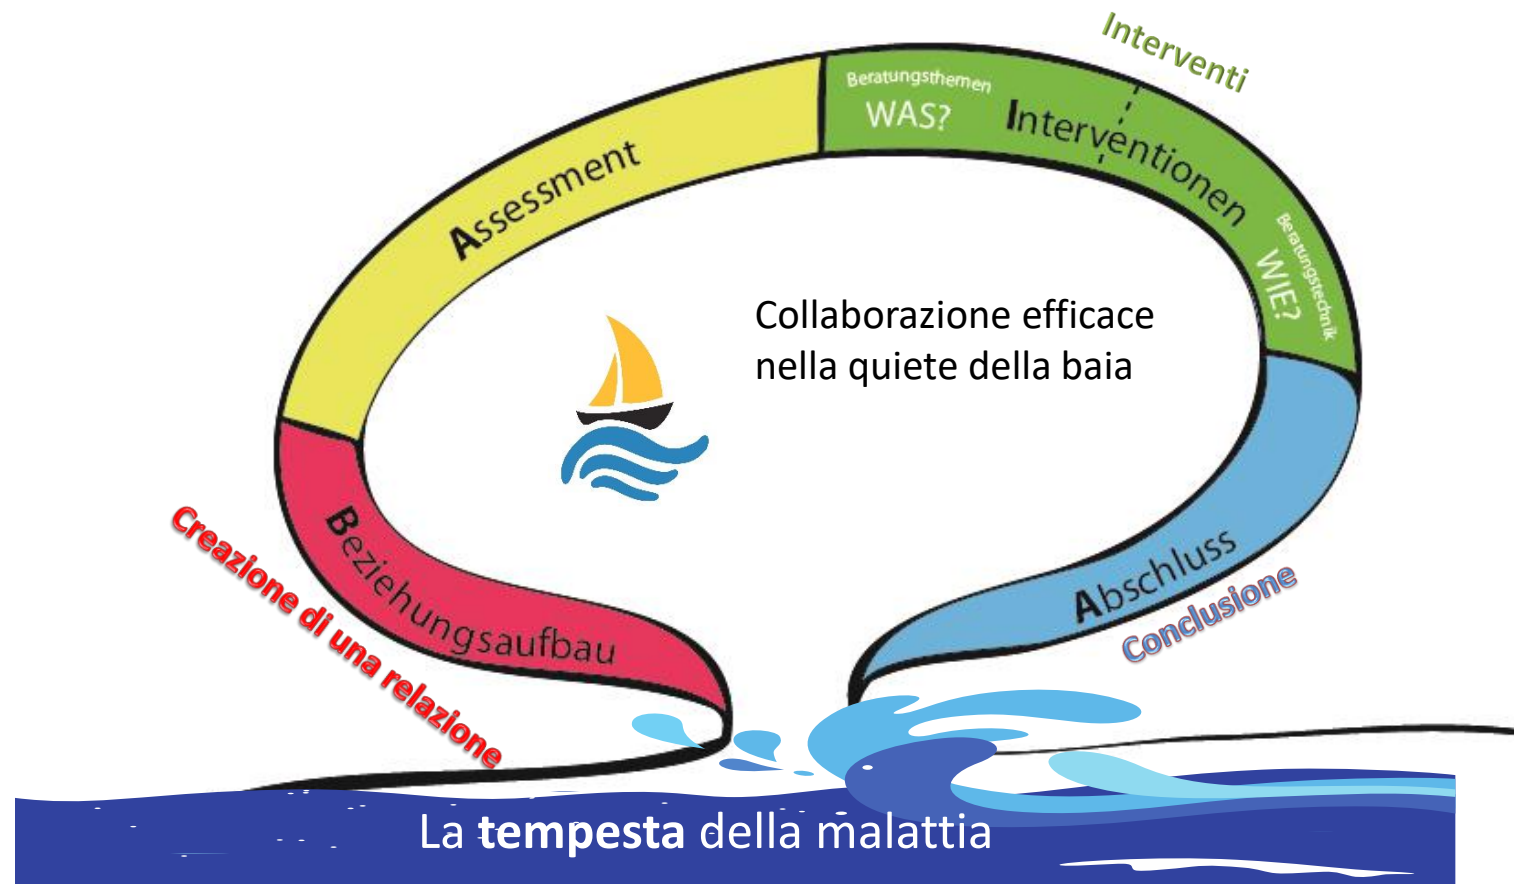 Interventi
Beratungsthemen
WAS?
Interventionen
Beratungstechnik
WIE?
Assessment
Collaborazione efficace
nella quiete della baia
Beziehungsaufbau
Creazione di una relazione
Abschluss
Conclusione
La tempesta della malattia